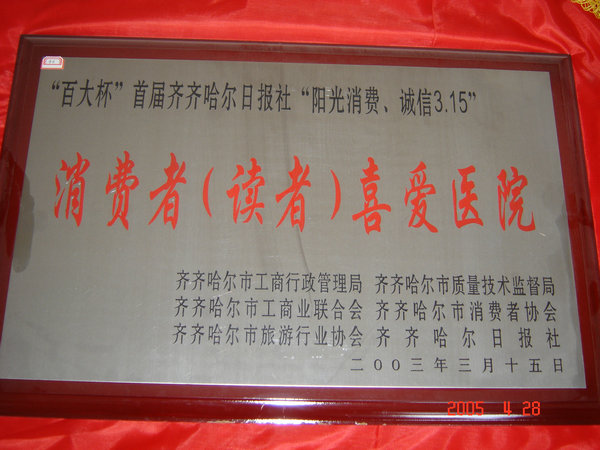 “百大杯”首届齐齐哈尔日报社“阳光消费、诚信3.15”
消费者(读者)喜爱医院
齐齐哈尔市工商行政管理局 齐齐哈尔市质量技术监督局
齐齐哈尔市工商业联合会 齐齐哈尔市消费者协会
齐齐哈尔市旅游行业协会 齐齐哈尔日报社
二00三年三月十五日
2005 4 28